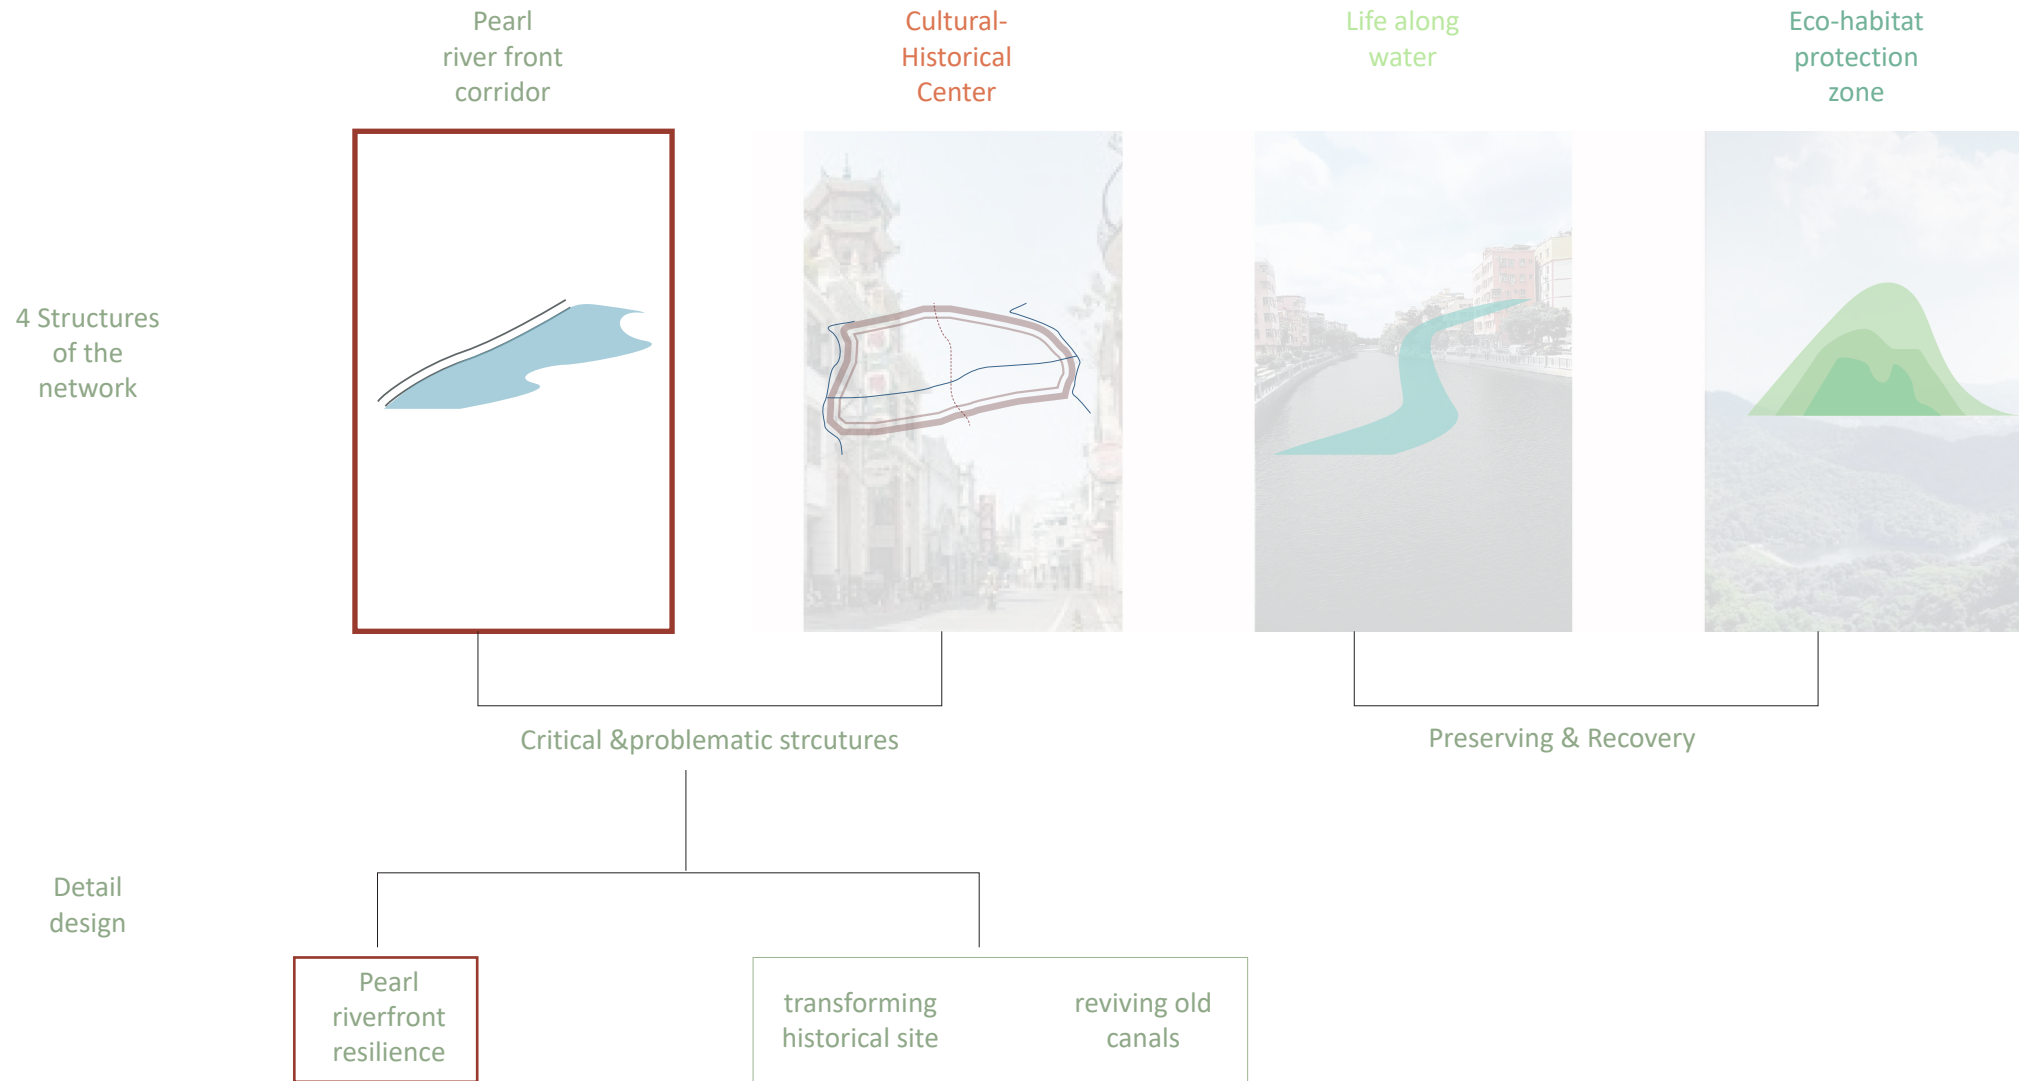 Pearl
river front
corridor
Cultural-
Historical
Center
Life along
water
Eco-habitat
protection
zone
4 Structures
of the
network
Critical &problematic strcutures
Preserving & Recovery
Detail
design
Pearl
riverfront
resilience
transforming
historical site
reviving old
canals